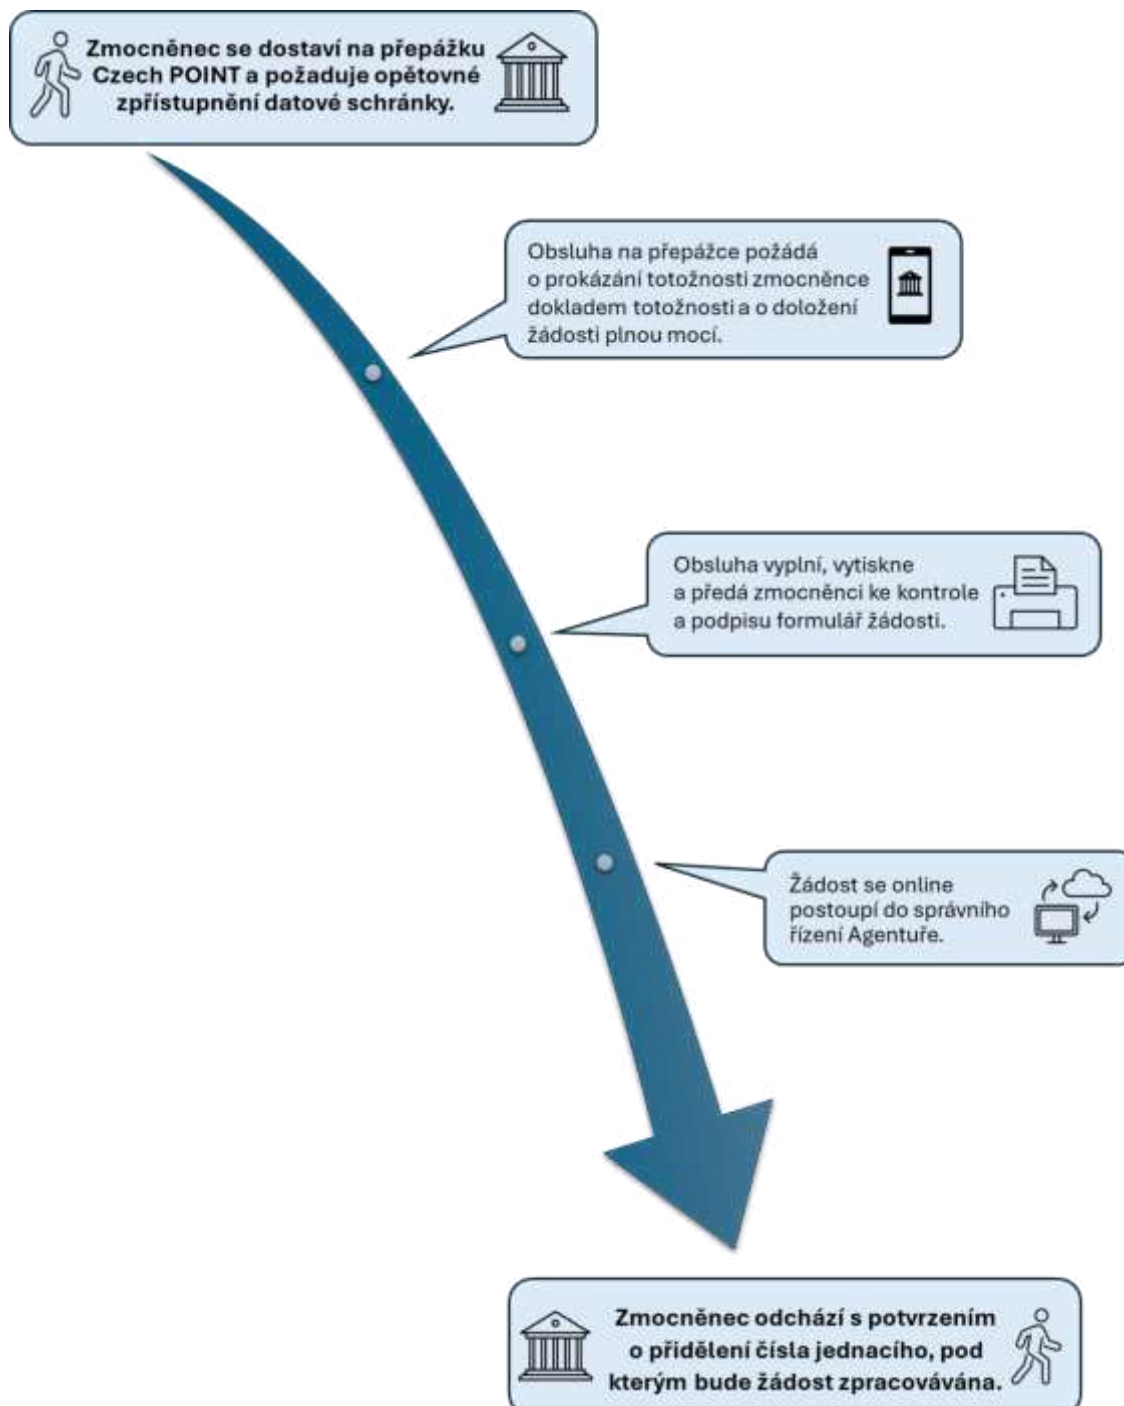 Zmocněnec se dostaví na přepážku
Czech POINT a požaduje opětovné
zpřístupnění datové schránky.
Obsluha na přepážce požádá
o prokázání totožnosti zmocněnce
dokladem totožnosti a o doložení
žádosti plnou mocí.
Obsluha vyplní, vytiskne
a předá zmocněnci ke kontrole
a podpisu formulář žádosti.
Žádost se online
postoupí do správního
řízení Agentuře.
Zmocněnec odchází s potvrzením
o přidělení čísla jednacího, pod
kterým bude žádost zpracovávána.